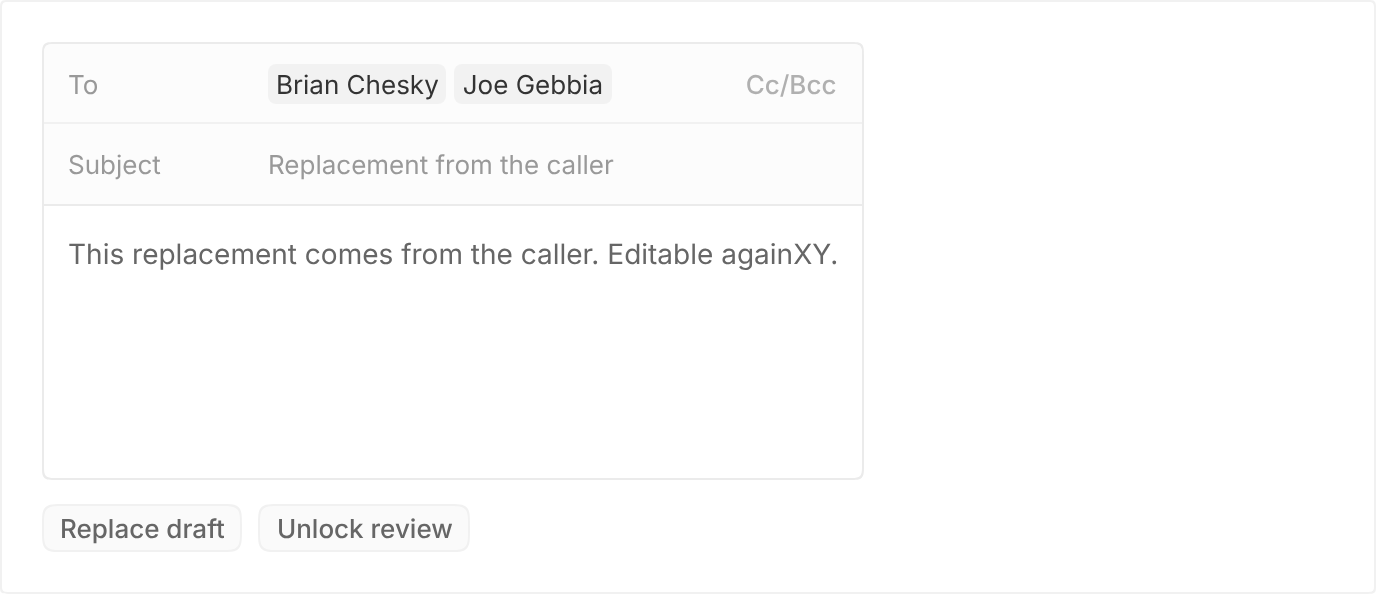 To Brian Chesky Joe Gebbia Cc/Bcc
Subject Replacement from the caller
This replacement comes from the caller. Editable againXY.
Replace draft Unlock review